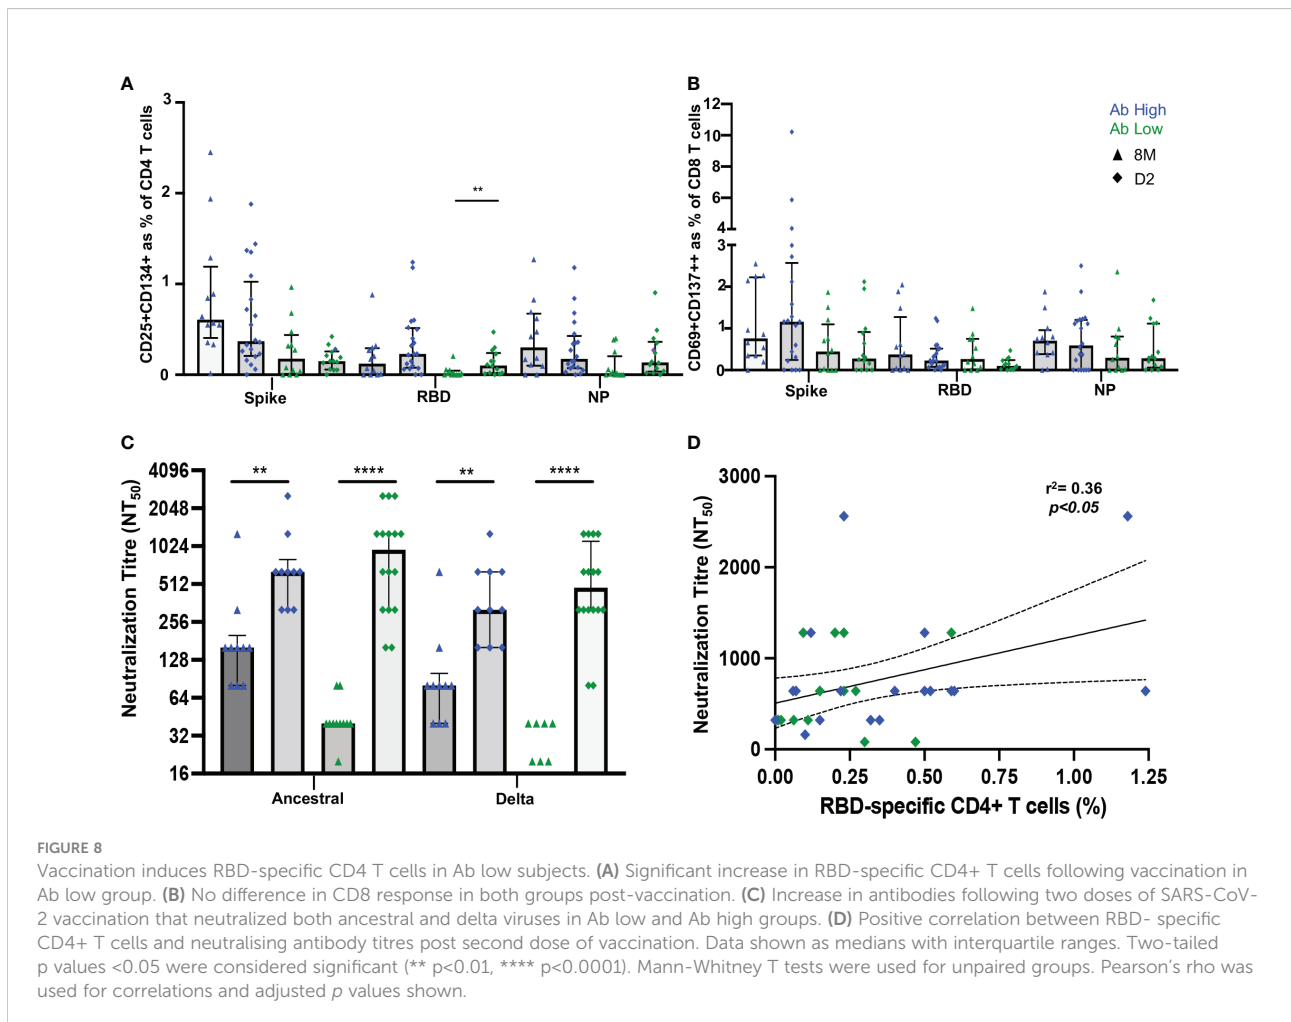 A
CD25+CD134+ as % of CD4 T cells
3
2
1
0
**
Spike
RBD
NP
B
CD69+CD137++ as % of CD8 T cells
12
10
8
6
4
3
2
1
0
Spike
RBD
NP
Ab High
Ab Low
8M
D2
C
Neutralization Titre (NT50)
4096
2048
1024
512
256
128
64
32
16
**
****
**
****
Ancestral
Delta
D
Neutralization Titre (NT50)
3000
2000
1000
0
r2= 0.36
p<0.05
0.00
0.25
0.50
0.75
1.00
1.25
RBD-specific CD4+ T cells (%)
FIGURE 8
Vaccination induces RBD-specific CD4 T cells in Ab low subjects. (A) Significant increase in RBD-specific CD4+ T cells following vaccination in
Ab low group. (B) No difference in CD8 response in both groups post-vaccination. (C) Increase in antibodies following two doses of SARS-CoV-
2 vaccination that neutralized both ancestral and delta viruses in Ab low and Ab high groups. (D) Positive correlation between RBD- specific
CD4+ T cells and neutralising antibody titres post second dose of vaccination. Data shown as medians with interquartile ranges. Two-tailed
p values <0.05 were considered significant (** p<0.01, **** p<0.0001). Mann-Whitney T tests were used for unpaired groups. Pearson's rho was
used for correlations and adjusted p values shown.